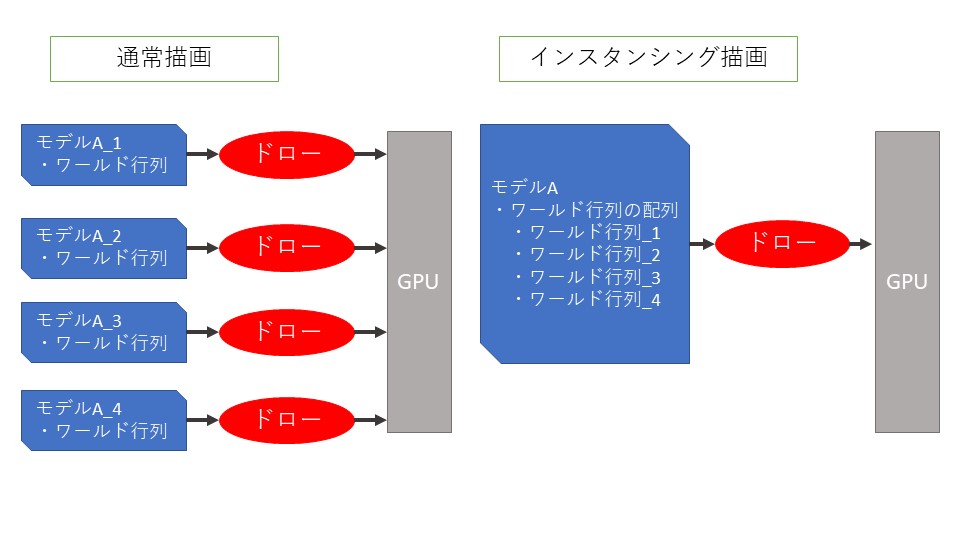 通常描画
モデルA_1
・ワールド行列
ドロー
モデルA_2
・ワールド行列
ドロー
モデルA_3
・ワールド行列
ドロー
モデルA_4
・ワールド行列
ドロー
GPU
インスタンシング描画
モデルA
・ワールド行列の配列
・ワールド行列_1
・ワールド行列_2
・ワールド行列_3
・ワールド行列_4
ドロー
GPU